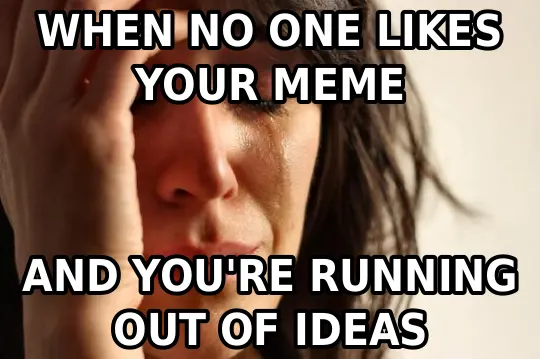 WHEN NO ONE LIKES
YOUR MEME
AND YOU'RE RUNNING
OUT OF IDEAS